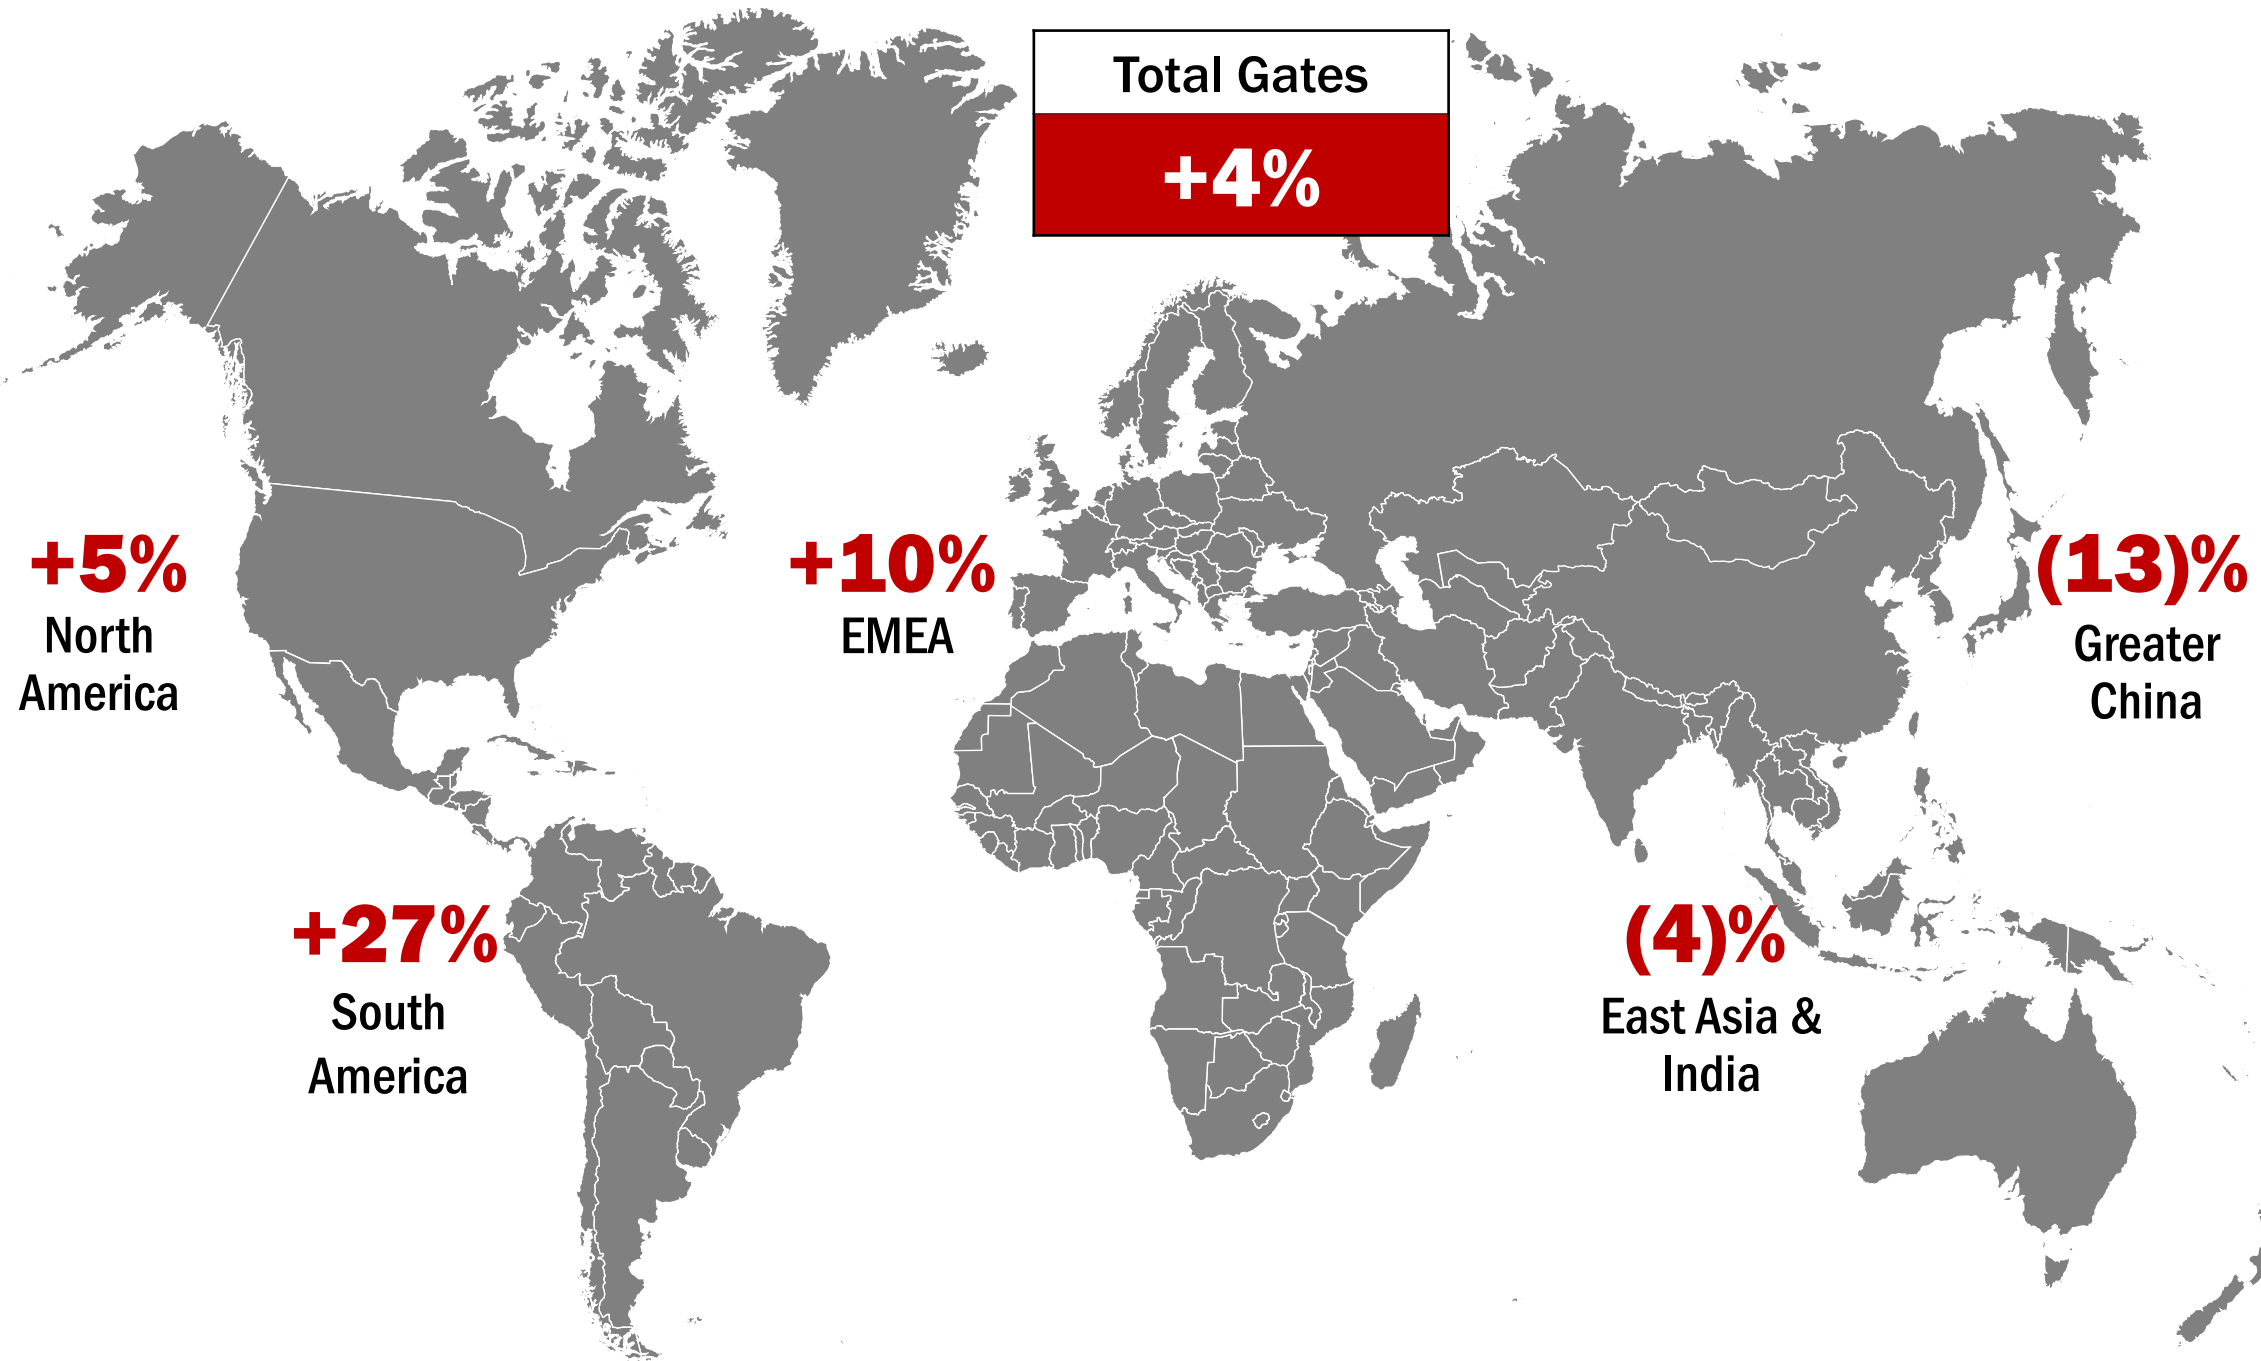 Total Gates
+4%
+5%
North
America
+10%
EMEA
(13)%
Greater
China
+27%
South
America
(4)%
East Asia &
India